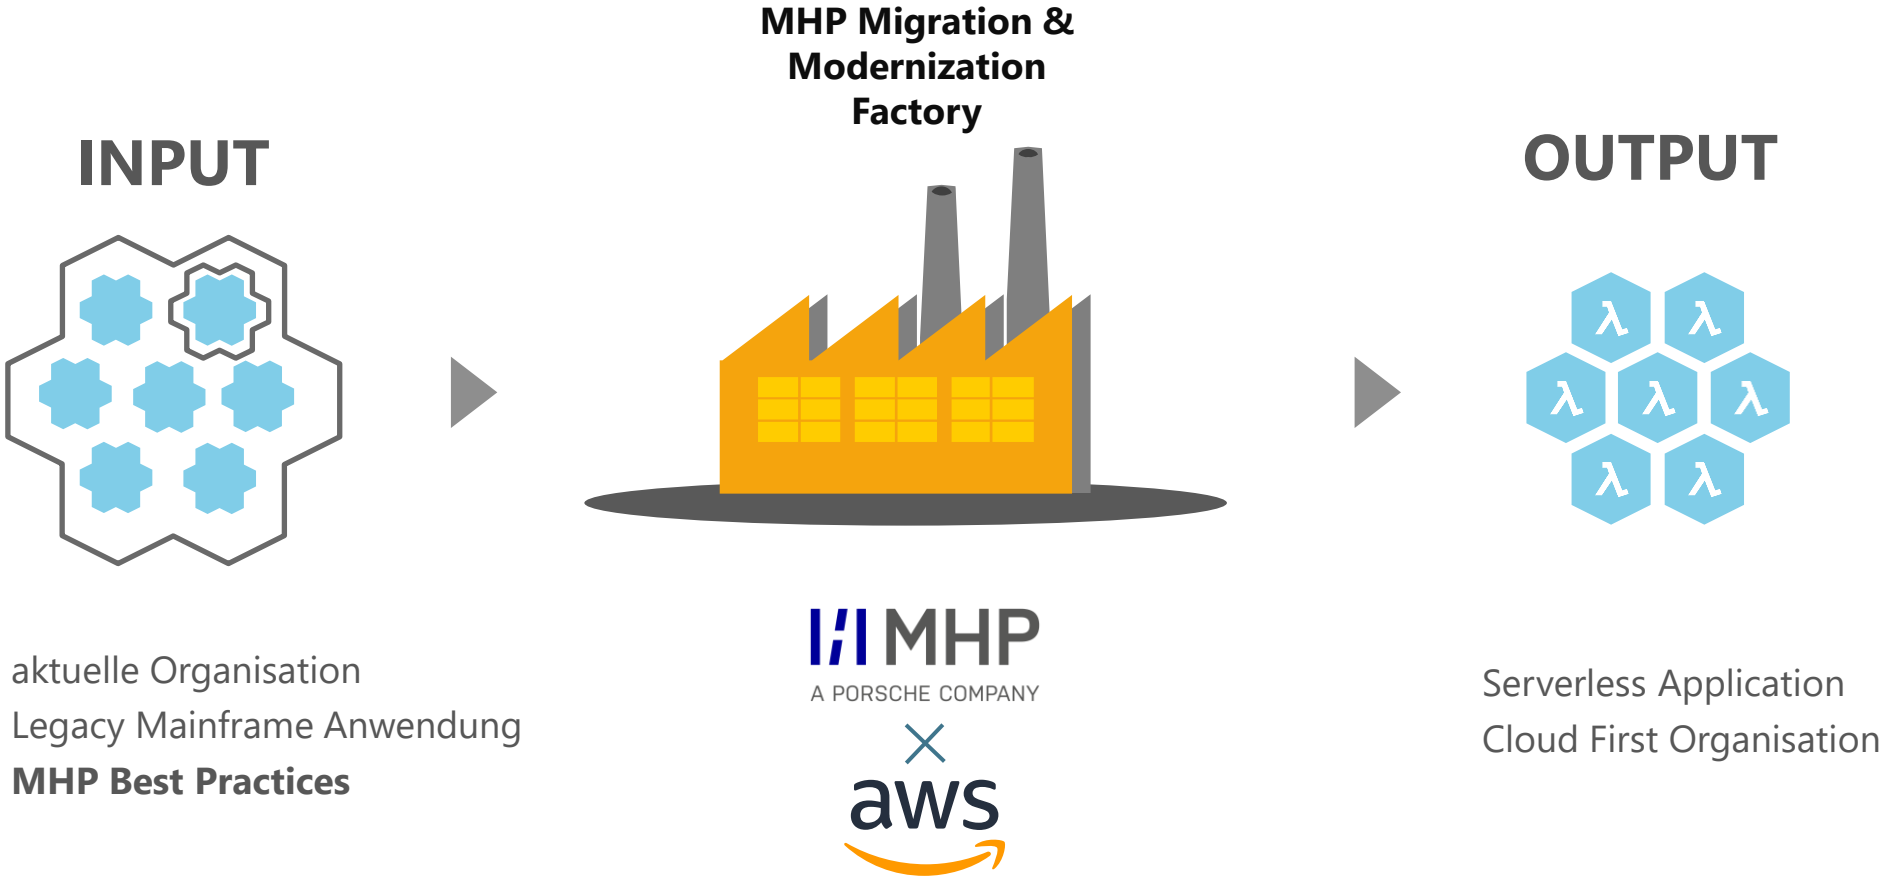 MHP Migration &
Modernization
Factory
INPUT
OUTPUT
λ λ
λ λ λ
λ λ
aktuelle Organisation
Legacy Mainframe Anwendung
MHP Best Practices
MHP
A PORSCHE COMPANY
aws
Serverless Application
Cloud First Organisation